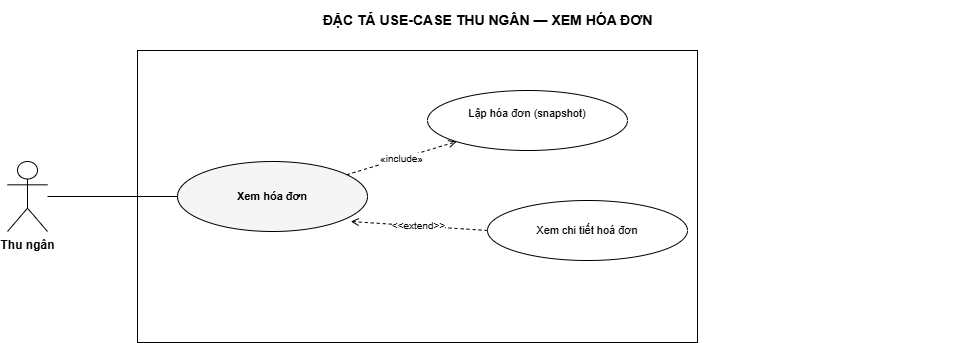 ĐẶC TẢ USE-CASE THU NGÂN — XEM HÓA ĐƠN
Lập hóa đơn (snapshot)
«include»
Xem hóa đơn
<<extend>>
Xem chi tiết hoá đơn
Thu ngân